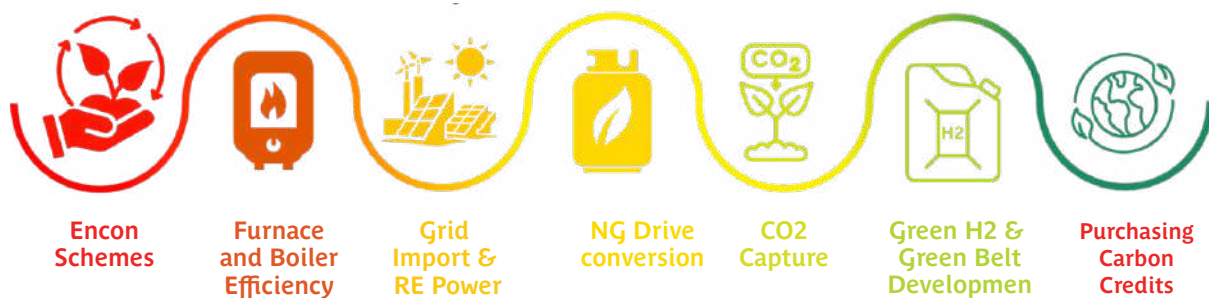 CO₂
H2
Encon
Schemes
Furnace
and Boiler
Efficiency
Grid
Import &
RE Power
NG Drive
conversion
CO2
Capture
Green H2 &
Green Belt
Developmen
Purchasing
Carbon
Credits